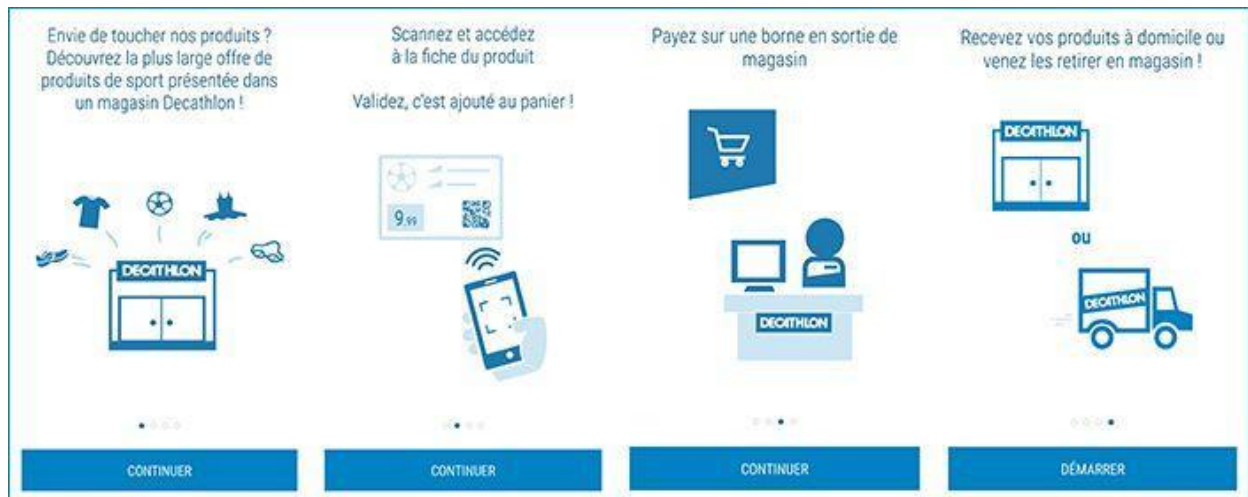 Envie de toucher nos produits ?
Découvrez la plus large offre de
produits de sport présentée dans
un magasin Decathlon !
DECATHLON
CONTINUER
Scannez et accédez
à la fiche du produit
Validez, c'est ajouté au panier !
9.99
CONTINUER
Payez sur une borne en sortie de
magasin
DECATHLON
CONTINUER
Recevez vos produits à domicile ou
venez les retirer en magasin !
DECATHLON
ou
DECATHLON
DÉMARRER